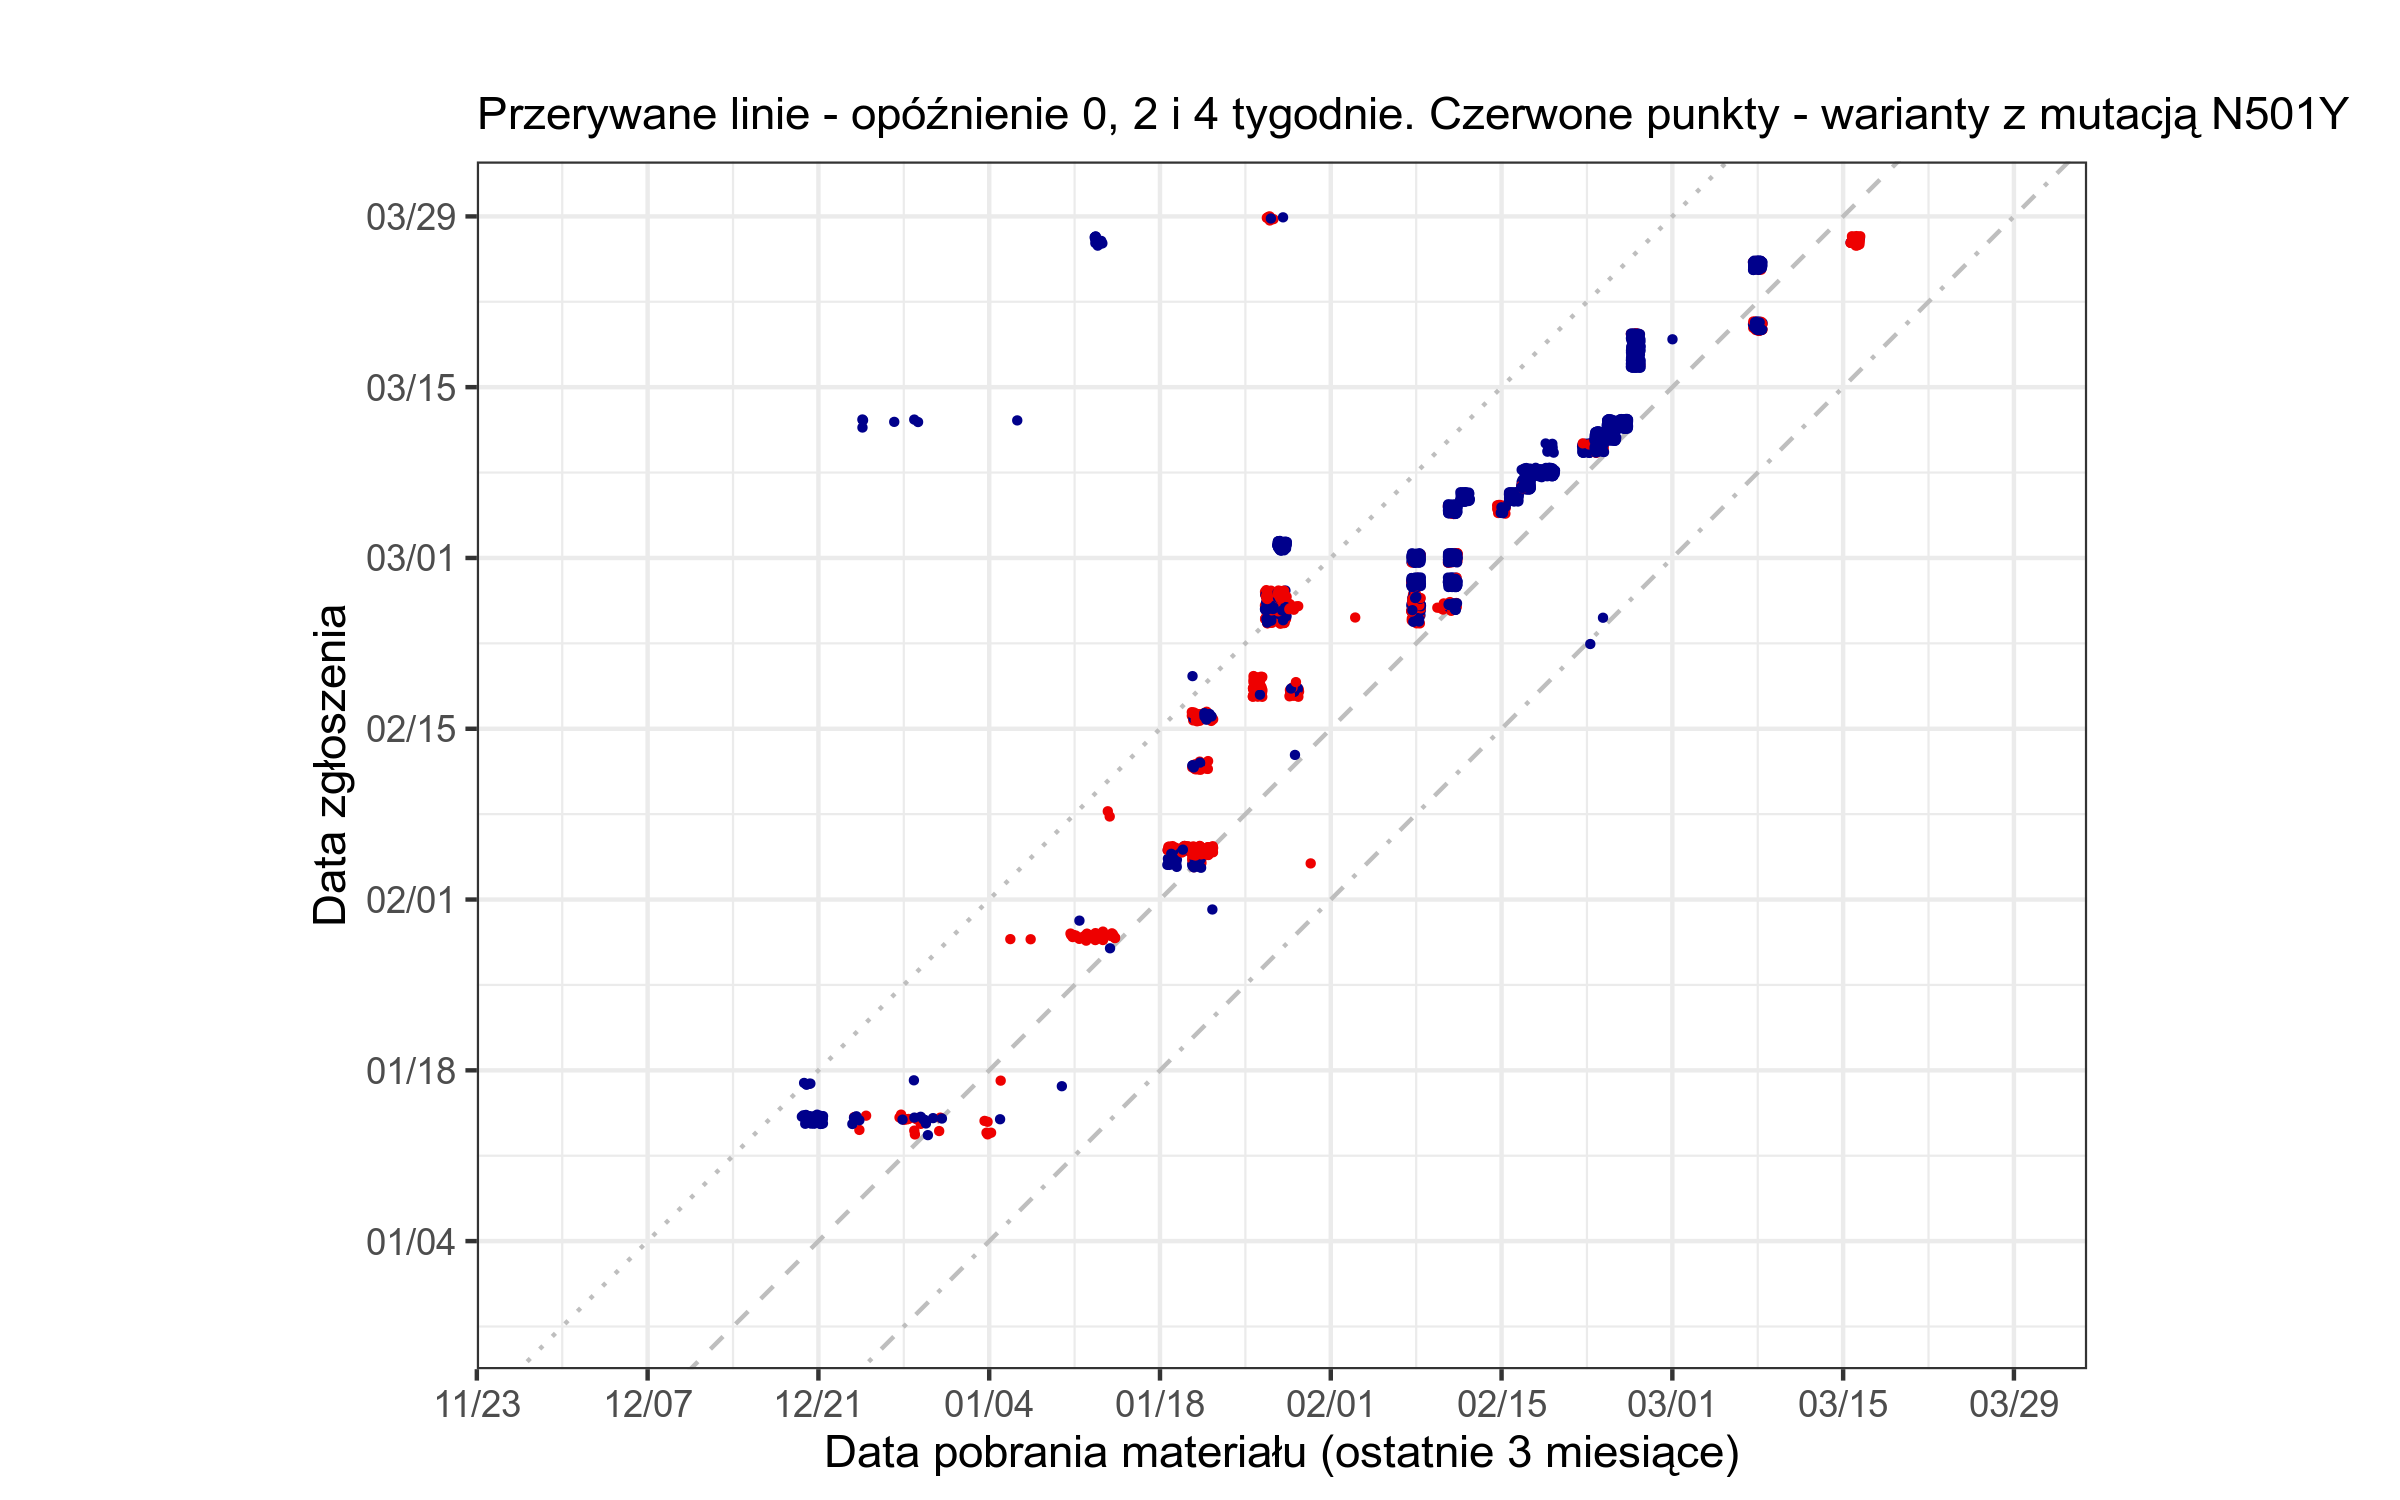 Przerywane linie - opóźnienie 0, 2 i 4 tygodnie. Czerwone punkty - warianty z mutacją N501Y
03/29
03/15
03/01
02/15
02/01
01/18
01/04
Data zgłoszenia
11/23 12/07 12/21 01/04 01/18 02/01 02/15 03/01 03/15 03/29
Data pobrania materiału (ostatnie 3 miesiące)